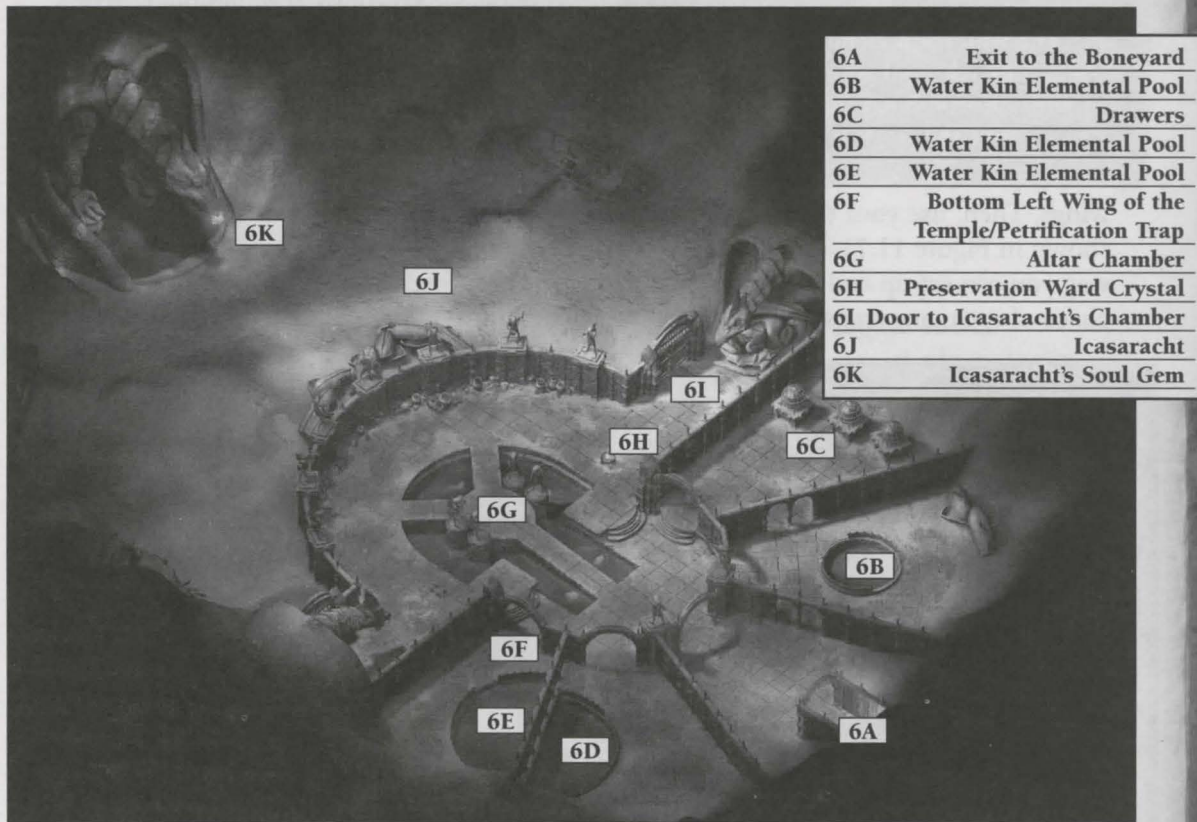 6A Exit to the Boneyard
6B Water Kin Elemental Pool
6C Drawers
6D Water Kin Elemental Pool
6E Water Kin Elemental Pool
6F Bottom Left Wing of the
Temple/Petrification Trap
6G Altar Chamber
6H Preservation Ward Crystal
6I Door to Icasaracht's Chamber
6J Icasaracht
6K Icasaracht's Soul Gem
6K
6J
6I
6H
6C
6G
6B
6F
6E
6D
6A